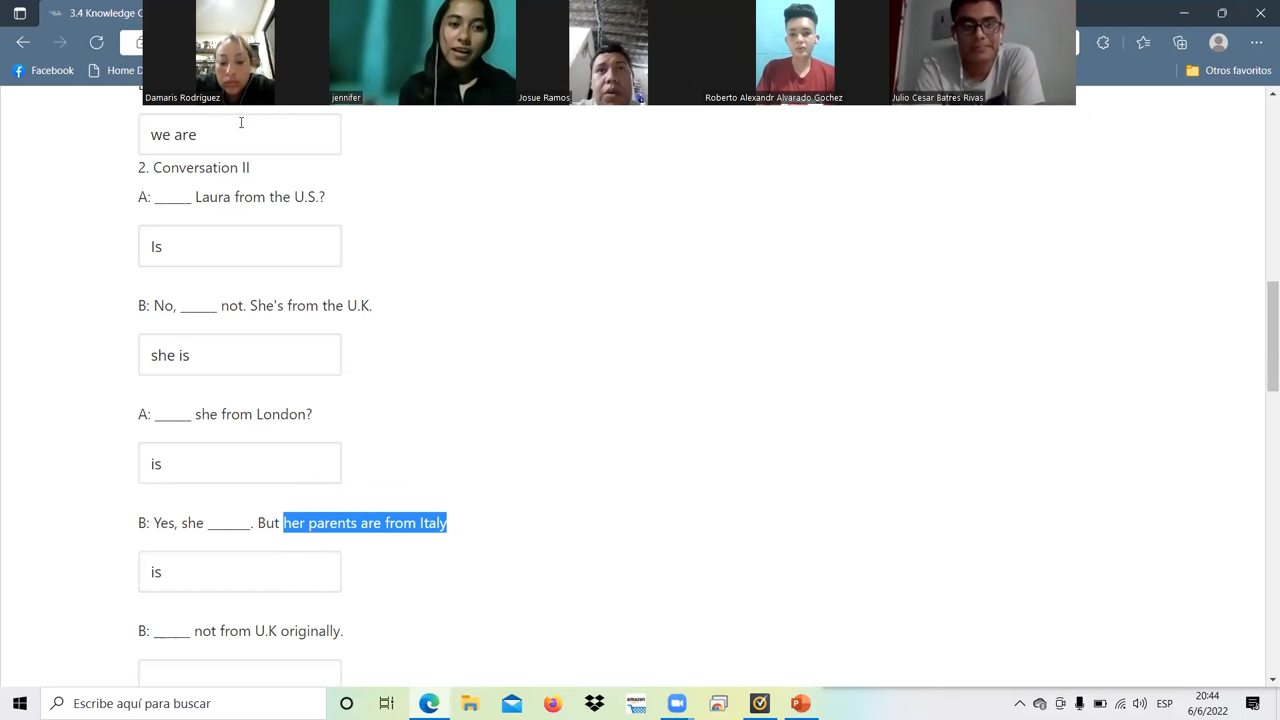 3.4 Knowledge
Facebook
Home D
Otros favoritos
Damaris Rodríguez
jennifer
Josue Ramos
Roberto Alexandr Alvarado Gochez
Julio Cesar Batres Rivas
we are
2. Conversation II
A: _____ Laura from the U.S.?
Is
B: No, _____ not. She's from the U.K.
she is
A: _____ she from London?
is
B: Yes, she ______. But her parents are from Italy
is
B: _____ not from U.K originally.
Escribe aquí para buscar
amazon
ESP
20:44
6/6/2022